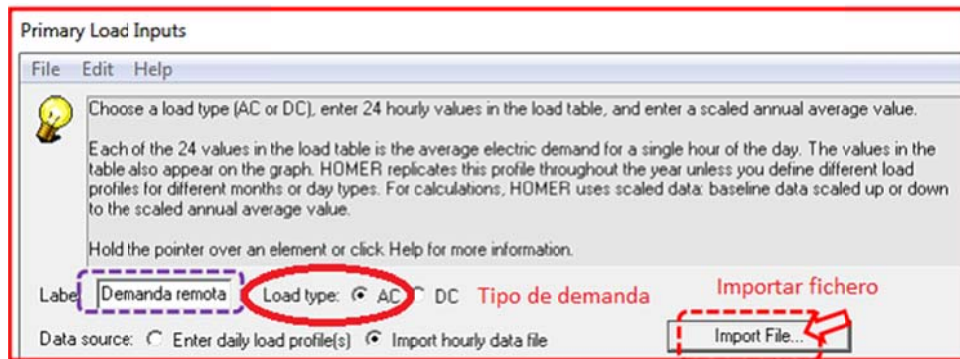 Primary Load Inputs
File Edit Help
Choose a load type (AC or DC), enter 24 hourly values in the load table, and enter a scaled annual average value.
Each of the 24 values in the load table is the average electric demand for a single hour of the day. The values in the
table also appear on the graph. HOMER replicates this profile throughout the year unless you define different load
profiles for different months or day types. For calculations, HOMER uses scaled data: baseline data scaled up or down
to the scaled annual average value.
Hold the pointer over an element or click Help for more information.
Labe Demanda remota Load type: AC DC Tipo de demanda Importar fichero
Data source: Enter daily load profile(s) Import hourly data file Import File...